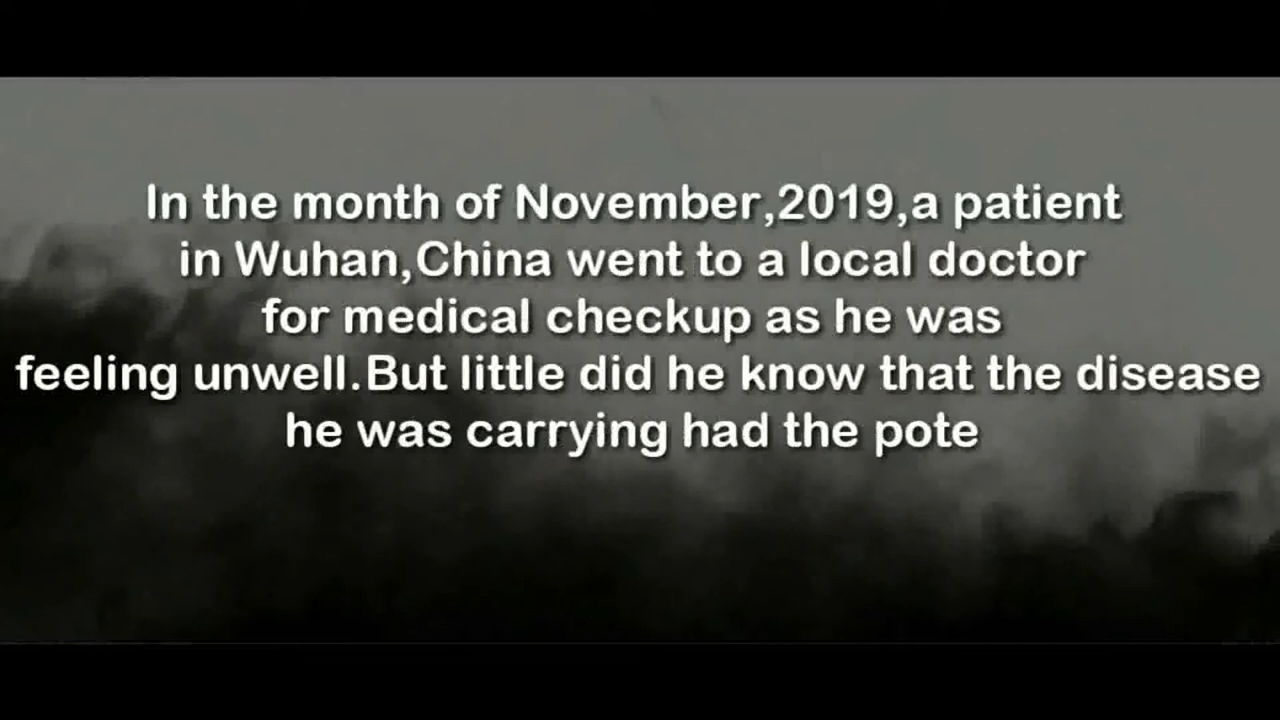 In the month of November,2019,a patient
in Wuhan,China went to a local doctor
for medical checkup as he was
feeling unwell.But little did he know that the disease
he was carrying had the pote